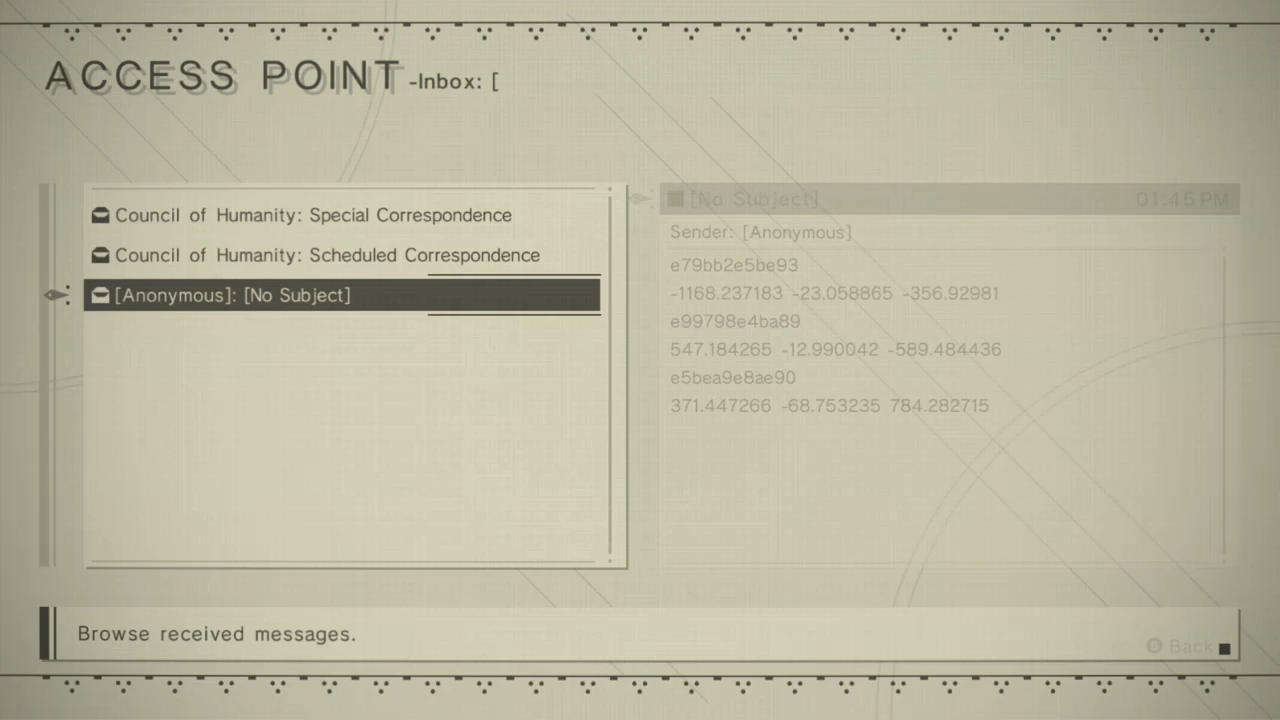 ACCESS POINT -Inbox: [
Council of Humanity: Special Correspondence
Council of Humanity: Scheduled Correspondence
[Anonymous]: [No Subject]
[No Subject] 01:45 PM
Sender: [Anonymous]
e79bb2e5be93
-1168.237183 -23.058865 -356.92981
e99798e4ba89
547.184265 -12.990042 -589.484436
e5bea9e8ae90
371.447266 -68.753235 784.282715
Browse received messages.
B Back